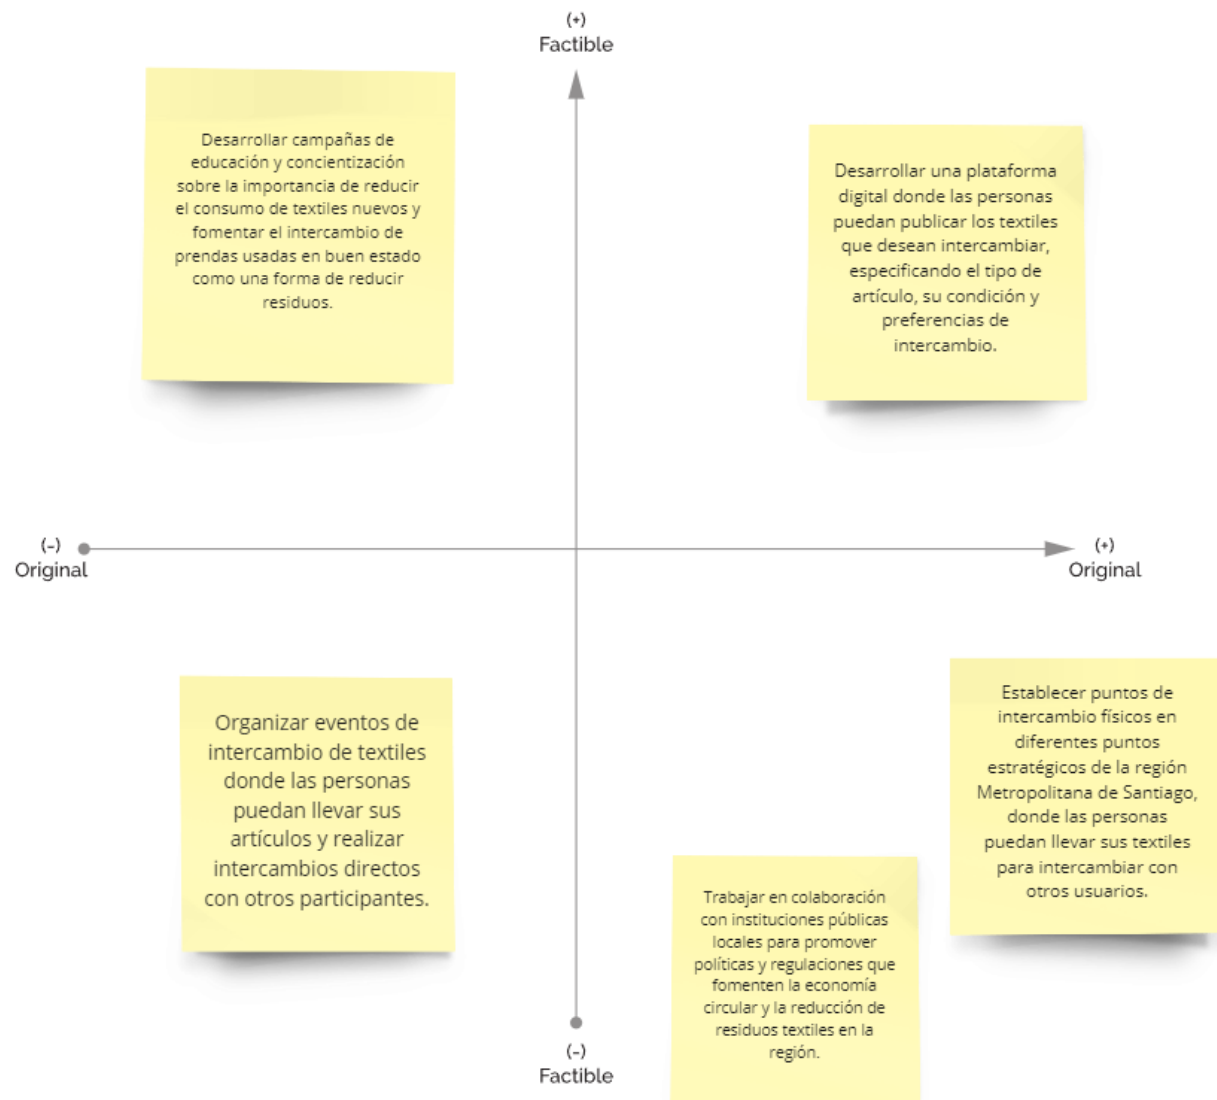 (+)
Factible
Desarrollar campañas de
educación y concientización
sobre la importancia de reducir
el consumo de textiles nuevos y
fomentar el intercambio de
prendas usadas en buen estado
como una forma de reducir
residuos.
Desarrollar una plataforma
digital donde las personas
puedan publicar los textiles
que desean intercambiar,
especificando el tipo de
artículo, su condición y
preferencias de
intercambio.
(-)
Original
(+)
Original
Organizar eventos de
intercambio de textiles
donde las personas
puedan llevar sus
artículos y realizar
intercambios directos
con otros participantes.
Establecer puntos de
intercambio físicos en
diferentes puntos
estratégicos de la región
Metropolitana de Santiago,
donde las personas
puedan llevar sus textiles
para intercambiar con
otros usuarios.
Trabajar en colaboración
con instituciones públicas
locales para promover
políticas y regulaciones que
fomenten la economía
circular y la reducción de
residuos textiles en la
región.
(-)
Factible